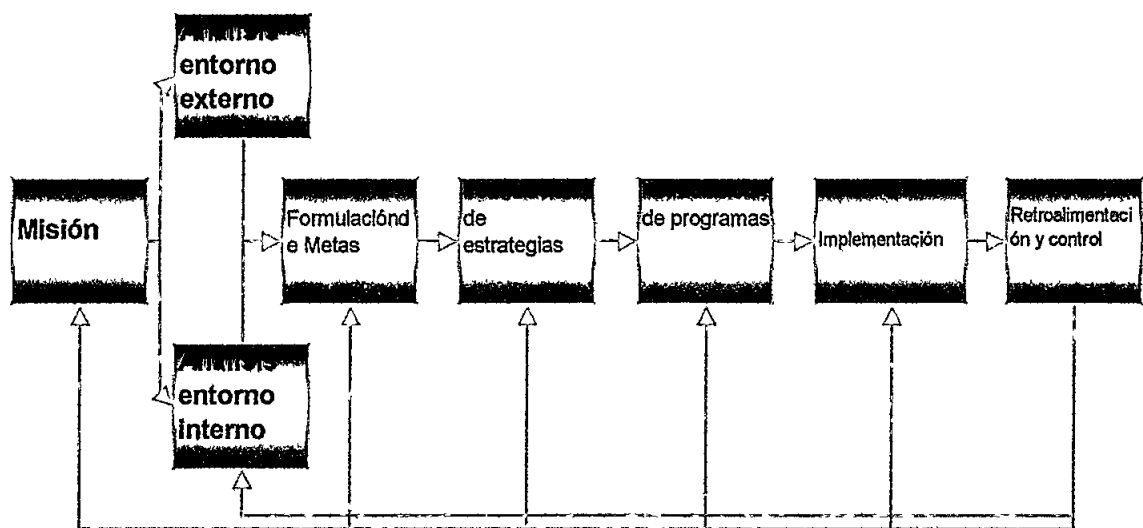 entorno
externo
Misión
Formulaciónd
e Metas
de
estrategias
de programas
Implementación
Retroalimentaci
ón y control
entorno
interno